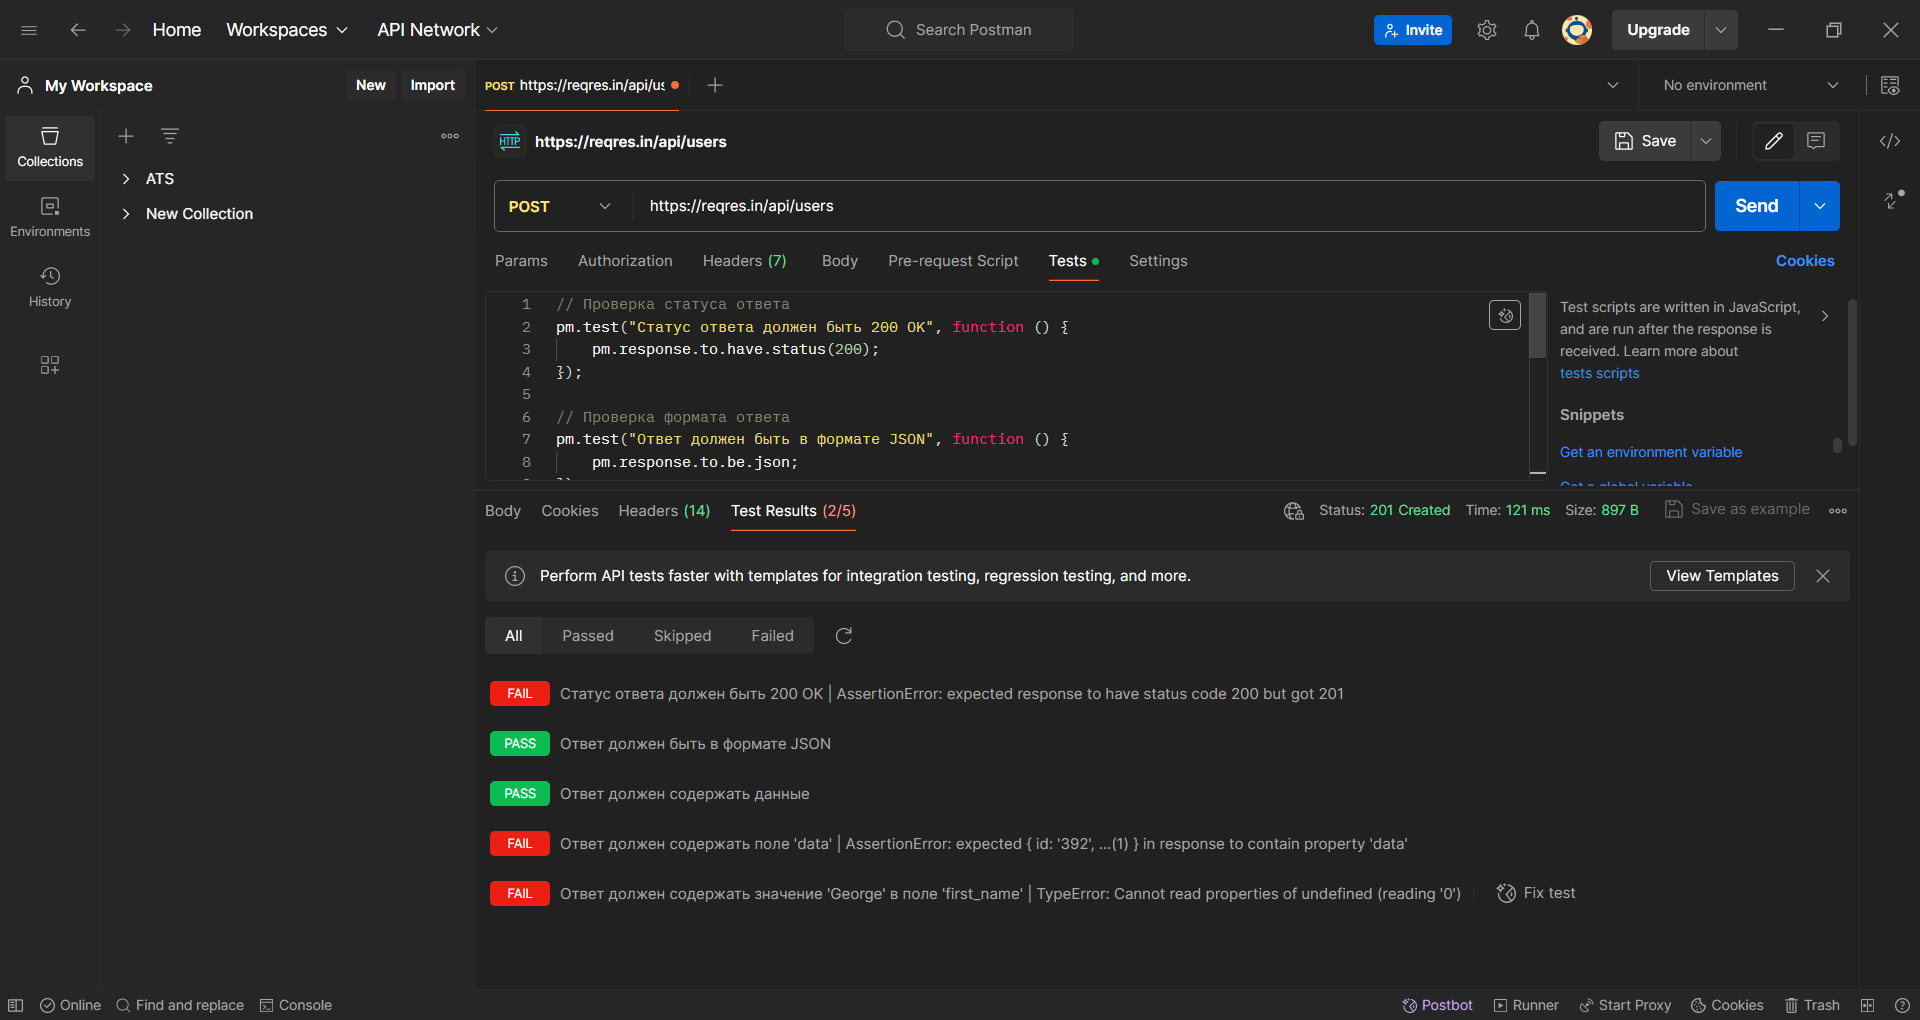 Home Workspaces API Network Search Postman Invite Upgrade
My Workspace New Import POST https://reqres.in/api/us No environment
Collections
Environments
History
ATS
New Collection
HTTP https://reqres.in/api/users Save
POST https://reqres.in/api/users Send
Params Authorization Headers (7) Body Pre-request Script Tests Settings Cookies
1 // Проверка статуса ответа
2 pm.test("Статус ответа должен быть 200 OK", function () {
3 pm.response.to.have.status(200);
4 });
5
6 // Проверка формата ответа
7 pm.test("Ответ должен быть в формате JSON", function () {
8 pm.response.to.be.json;
Test scripts are written in JavaScript,
and are run after the response is
received. Learn more about
tests scripts
Snippets
Get an environment variable
Get a global variable
Body Cookies Headers (14) Test Results (2/5) Status: 201 Created Time: 121 ms Size: 897 B Save as example
Perform API tests faster with templates for integration testing, regression testing, and more. View Templates
All Passed Skipped Failed
FAIL Статус ответа должен быть 200 OK | AssertionError: expected response to have status code 200 but got 201
PASS Ответ должен быть в формате JSON
PASS Ответ должен содержать данные
FAIL Ответ должен содержать поле 'data' | AssertionError: expected { id: '392', ...(1) } in response to contain property 'data'
FAIL Ответ должен содержать значение 'George' в поле 'first_name' | TypeError: Cannot read properties of undefined (reading '0') Fix test
Online Find and replace Console Postbot Runner Start Proxy Cookies Trash